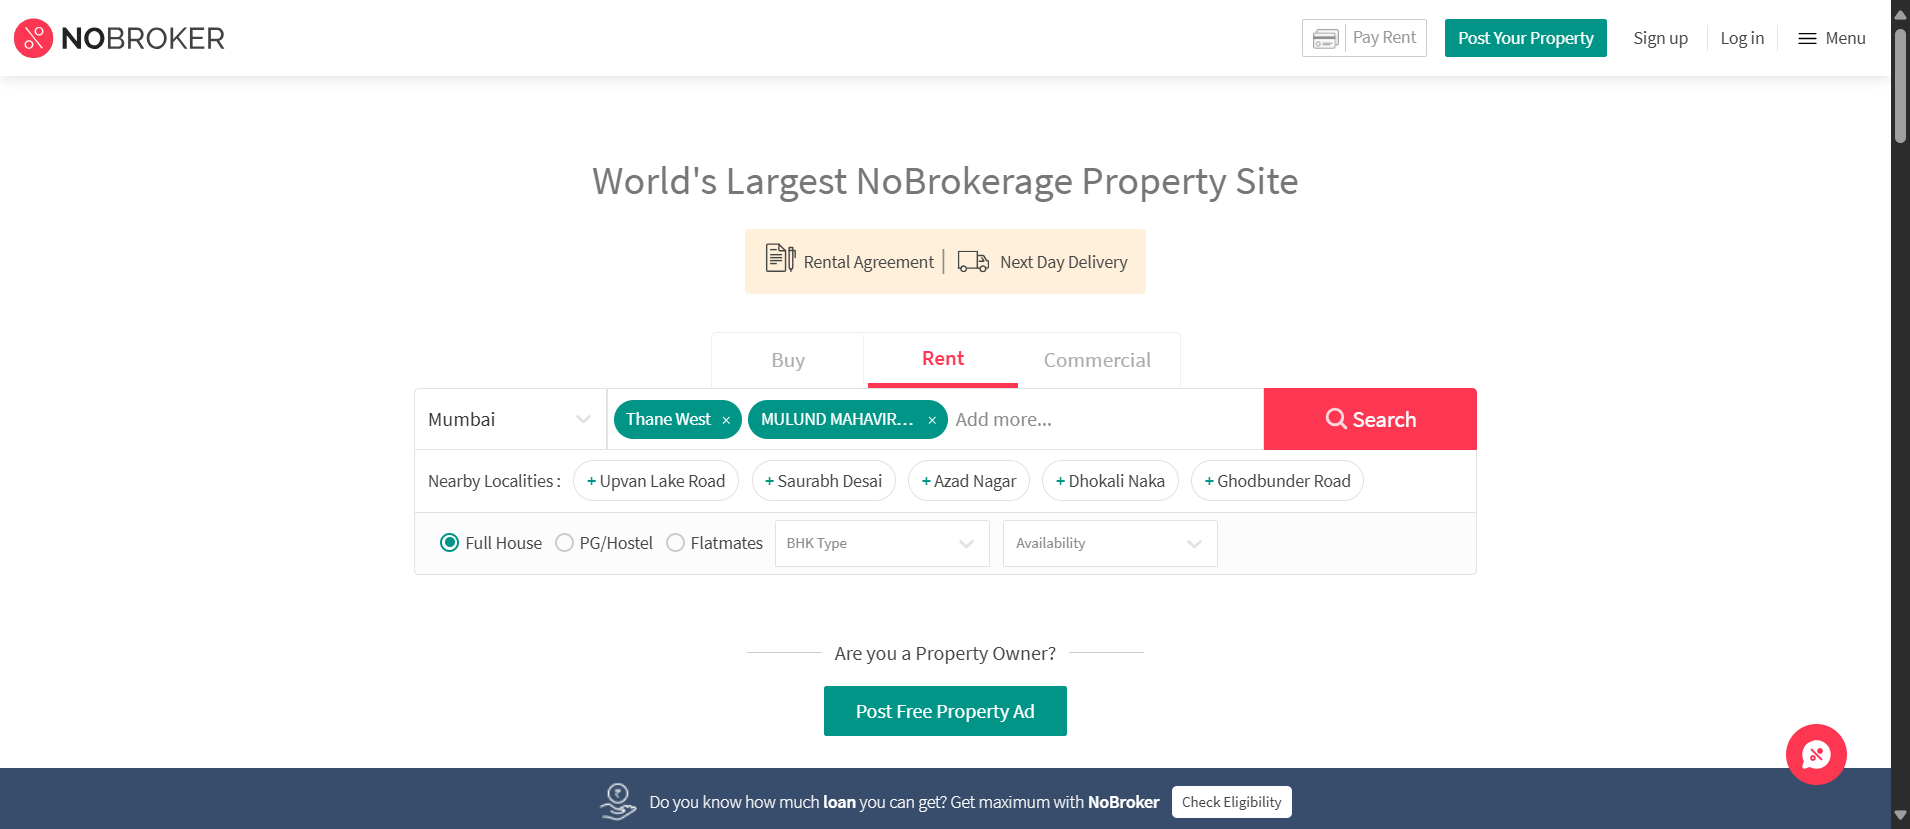 NOBROKER
Pay Rent
Post Your Property
Sign up
Log in
Menu
World's Largest NoBrokerage Property Site
Rental Agreement
Next Day Delivery
Buy
Rent
Commercial
Mumbai
Thane West ×
MULUND MAHAVIR... ×
Add more...
Search
Nearby Localities :
+ Upvan Lake Road
+ Saurabh Desai
+ Azad Nagar
+ Dhokali Naka
+ Ghodbunder Road
Full House
PG/Hostel
Flatmates
BHK Type
Availability
Are you a Property Owner?
Post Free Property Ad
Do you know how much loan you can get? Get maximum with NoBroker
Check Eligibility